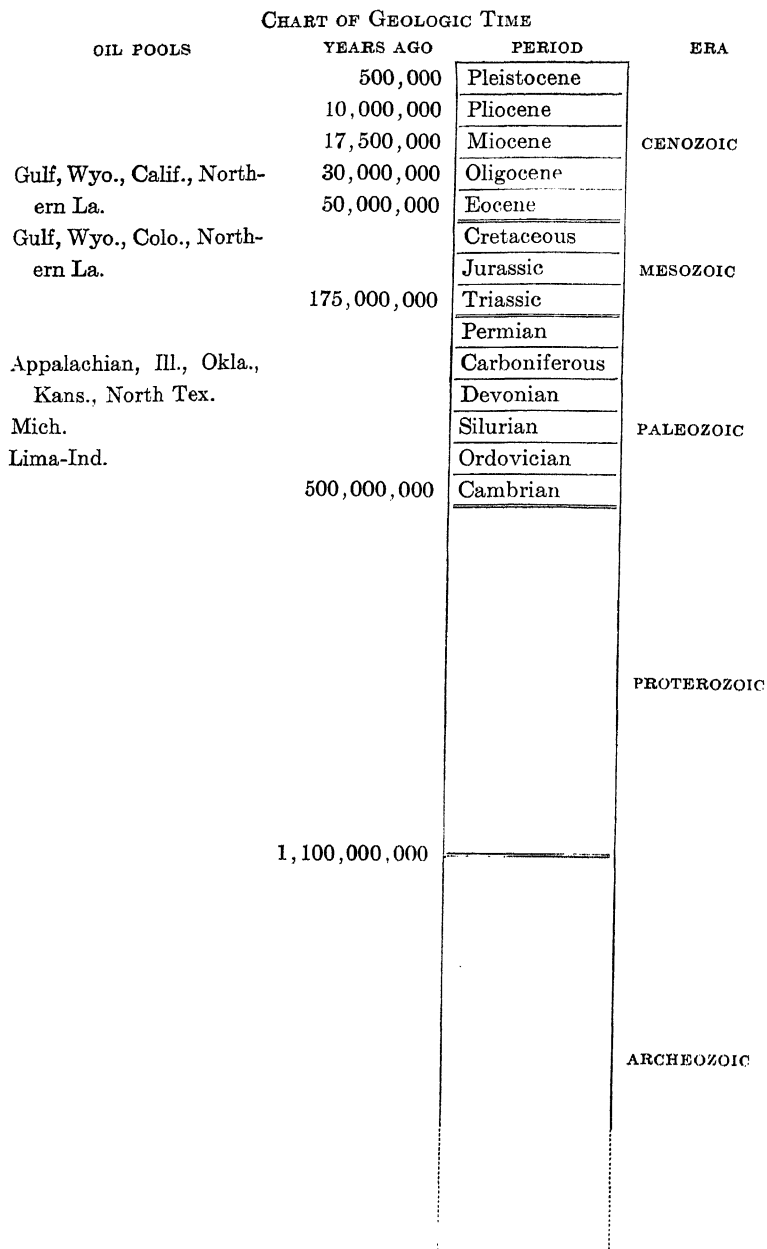 CHART OF GEOLOGIC TIME
OIL POOLS YEARS AGO PERIOD ERA
500,000 Pleistocene
10,000,000 Pliocene
17,500,000 Miocene CENOZOIC
Gulf, Wyo., Calif., North- 30,000,000 Oligocene
ern La. 50,000,000 Eocene
Gulf, Wyo., Colo., North- Cretaceous
ern La. Jurassic MESOZOIC
175,000,000 Triassic
Permian
Appalachian, Ill., Okla., Carboniferous
Kans., North Tex. Devonian
Mich. Silurian PALEOZOIC
Lima-Ind. Ordovician
500,000,000 Cambrian
PROTEROZOIC
1,100,000,000
ARCHEOZOIC